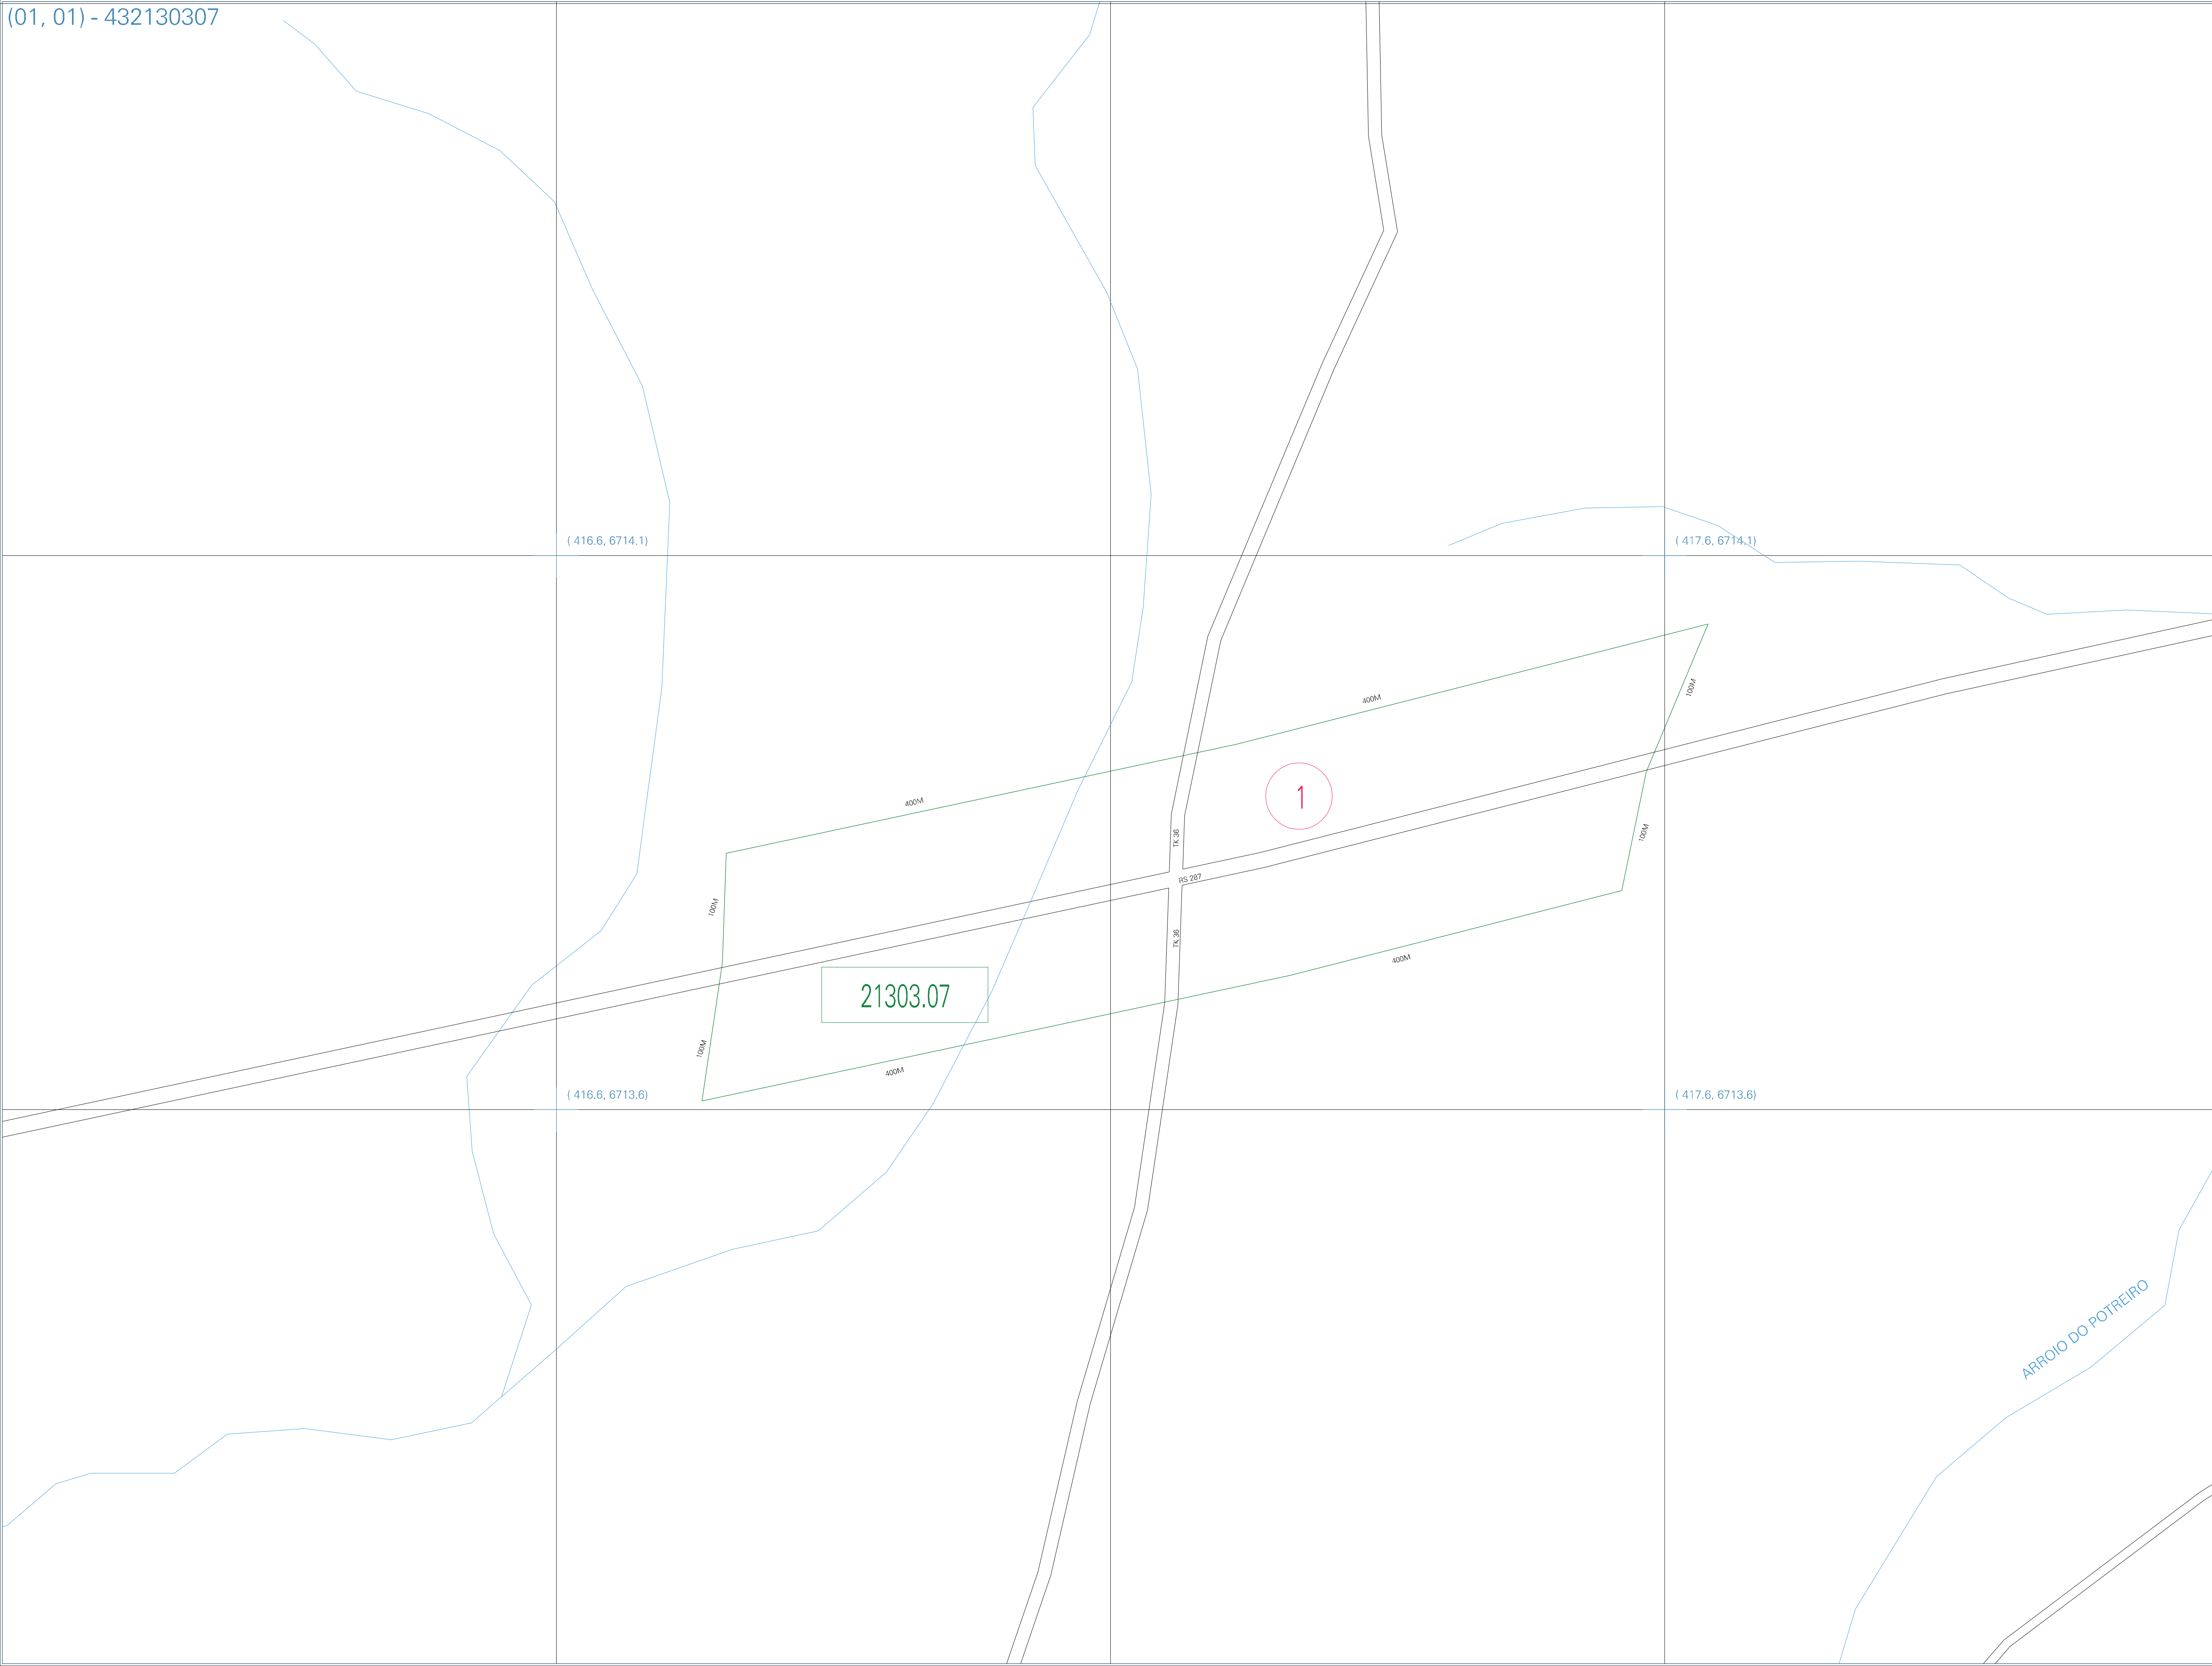 (01, 01) - 432130307
( 416.6, 6714.1)
( 417.6, 6714.1)
100M
400M
1
400M
TK 36
100M
RS 287
100M
TK 36
400M
21303.07
100M
400M
( 416.6, 6713.6)
( 417.6, 6713.6)
ARROIO DO POTREIRO